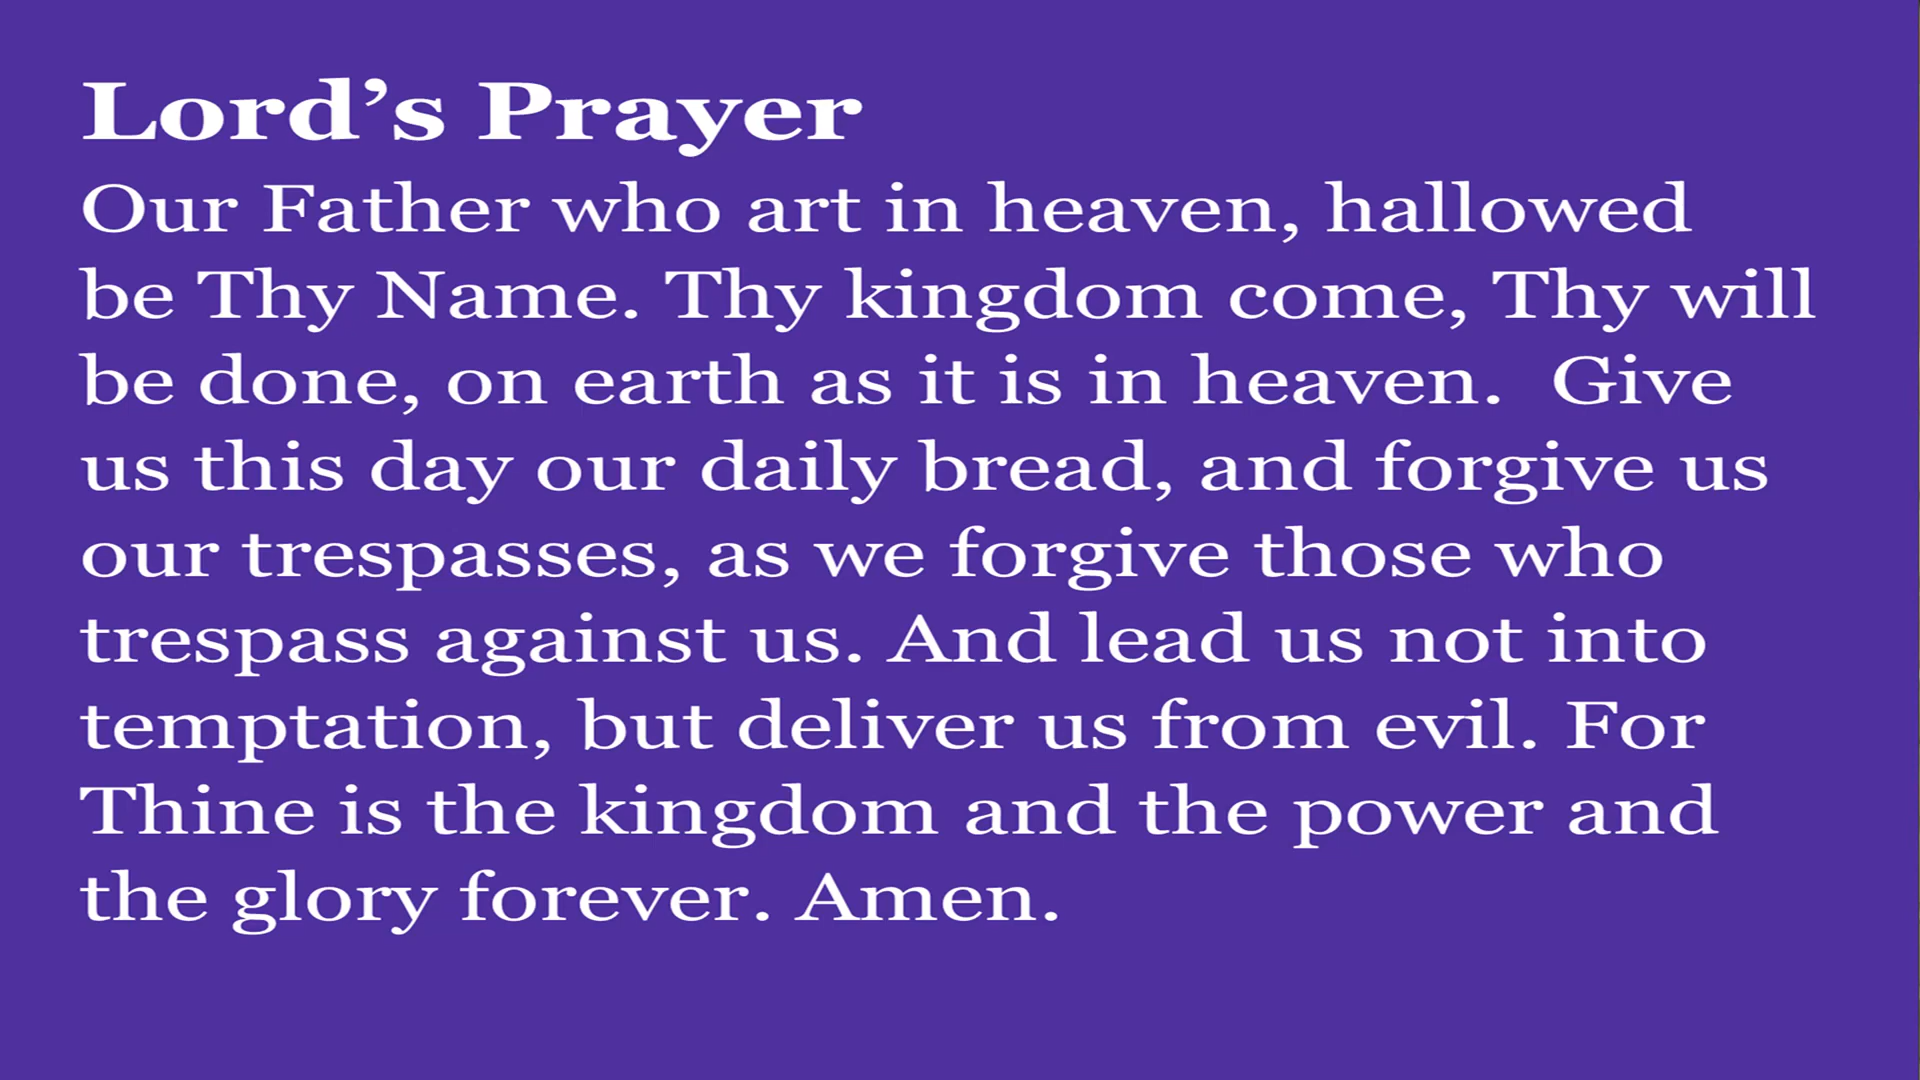 Lord’s Prayer
Our Father who art in heaven, hallowed
be Thy Name. Thy kingdom come, Thy will
be done, on earth as it is in heaven.  Give
us this day our daily bread, and forgive us
our trespasses, as we forgive those who
trespass against us. And lead us not into
temptation, but deliver us from evil. For
Thine is the kingdom and the power and
the glory forever. Amen.